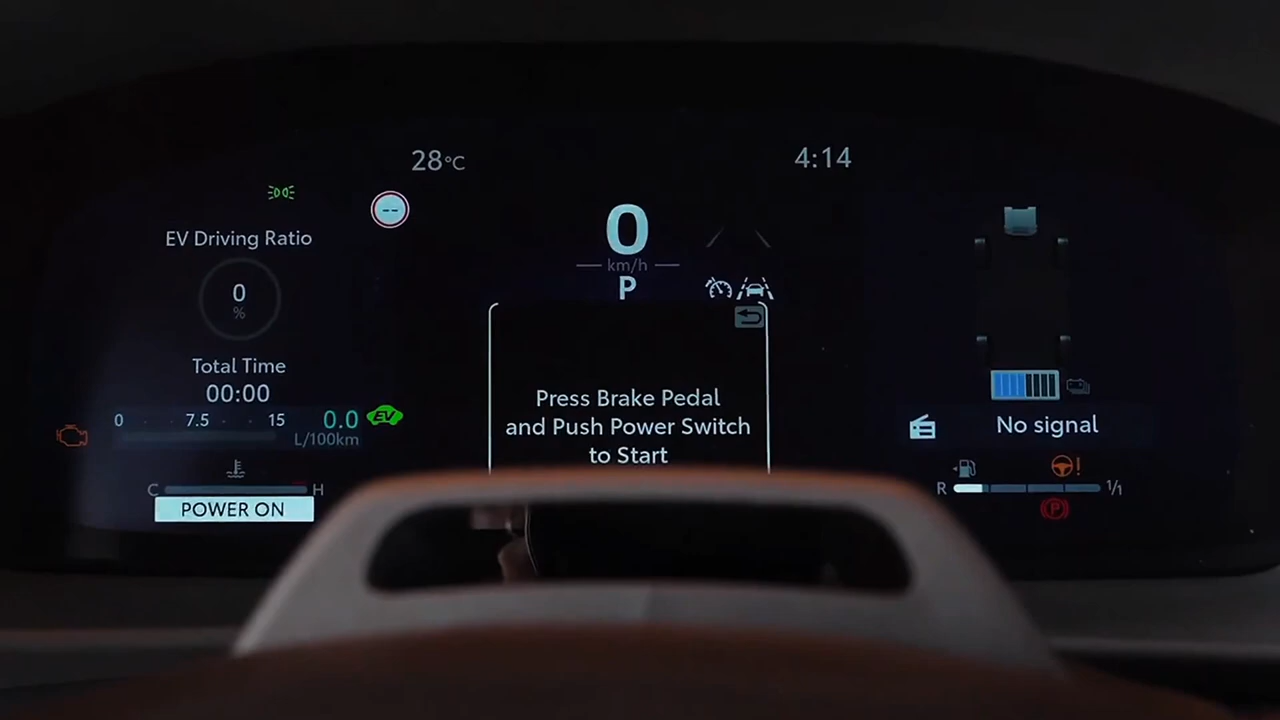 28°C
4:14
--
EV Driving Ratio
0
%
0
km/h
P
Total Time
00:00
0 7.5 15
0.0
L/100km
EV
Press Brake Pedal
and Push Power Switch
to Start
No signal
C H
POWER ON
R 1/1
!
P